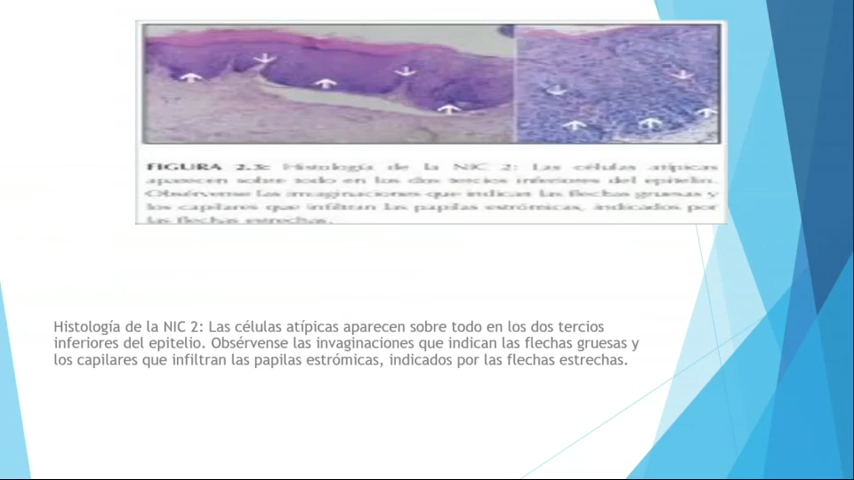 FIGURA 2.3: Histología de la NIC 2: Las células atípicas
aparecen sobre todo en los dos tercios inferiores del epitelio.
Obsérvense las invaginaciones que indican las flechas gruesas y
los capilares que infiltran las papilas estrómicas, indicados por
las flechas estrechas.
Histología de la NIC 2: Las células atípicas aparecen sobre todo en los dos tercios
inferiores del epitelio. Obsérvense las invaginaciones que indican las flechas gruesas y
los capilares que infiltran las papilas estrómicas, indicados por las flechas estrechas.